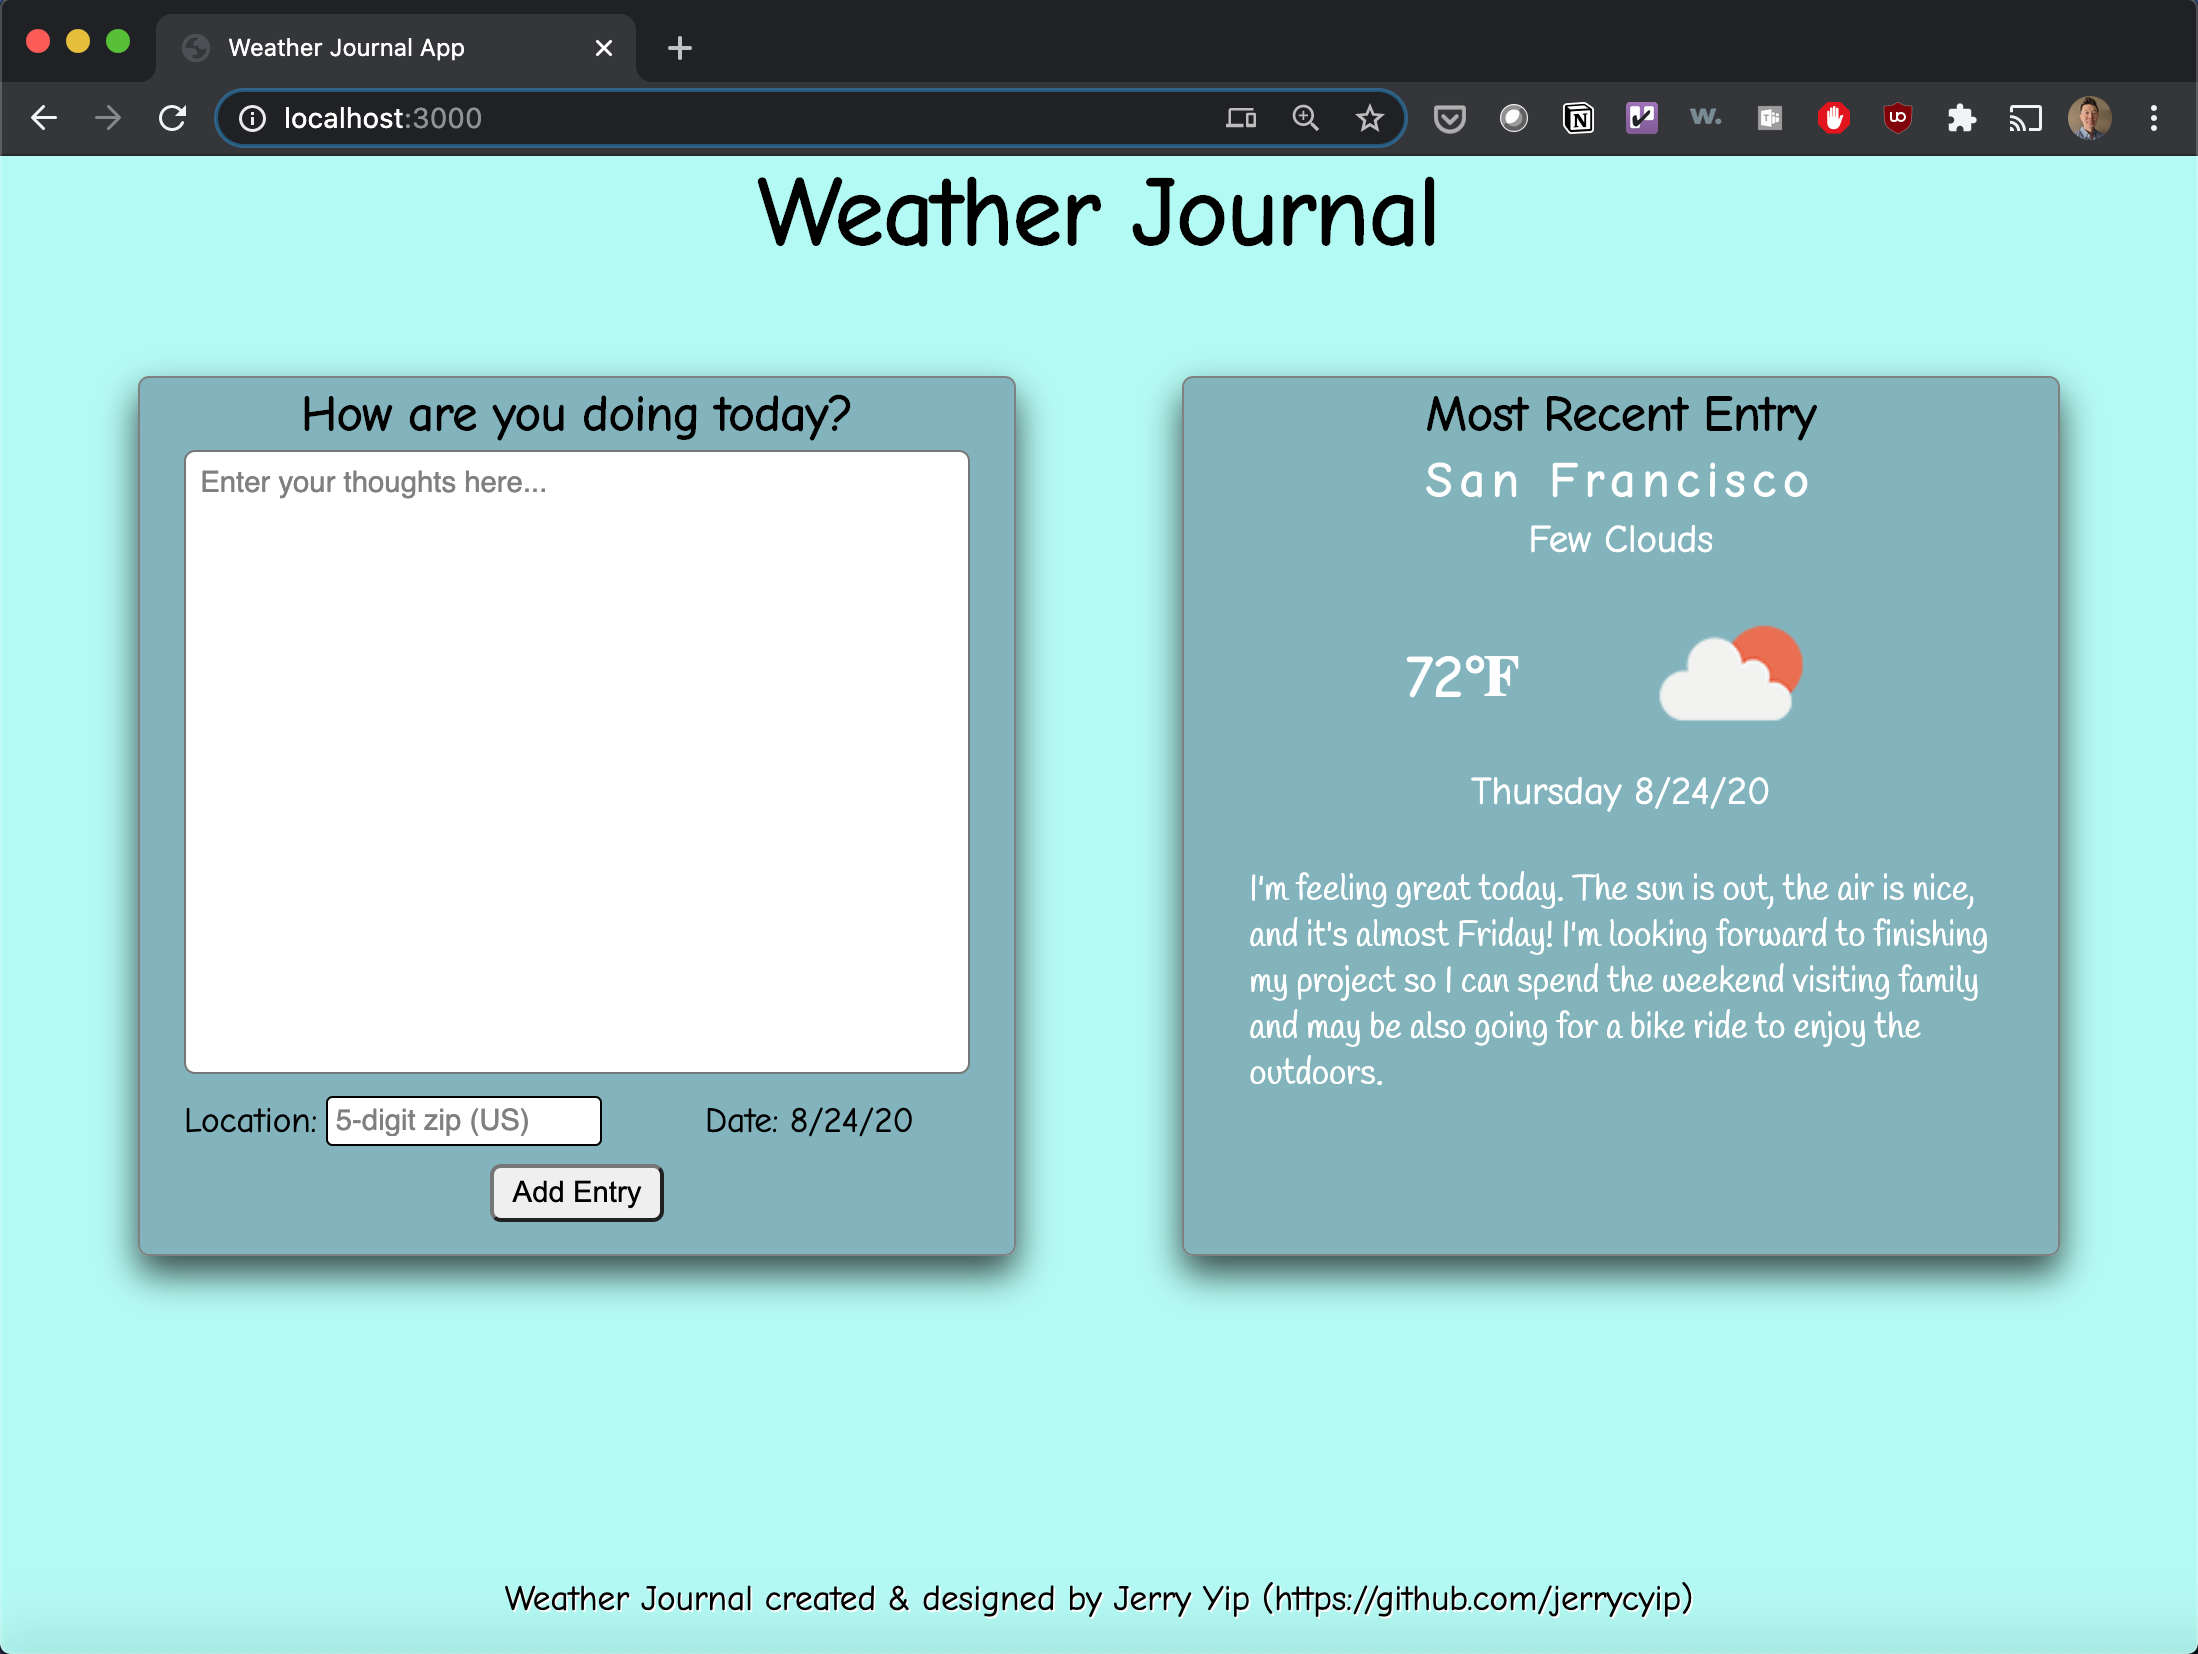 Weather Journal App
localhost:3000
Weather Journal
How are you doing today?
Enter your thoughts here...
Location: 5-digit zip (US) Date: 8/24/20
Add Entry
Most Recent Entry
San Francisco
Few Clouds
72°F
Thursday 8/24/20
I'm feeling great today. The sun is out, the air is nice,
and it's almost Friday! I'm looking forward to finishing
my project so I can spend the weekend visiting family
and may be also going for a bike ride to enjoy the
outdoors.
Weather Journal created & designed by Jerry Yip (https://github.com/jerrycyip)